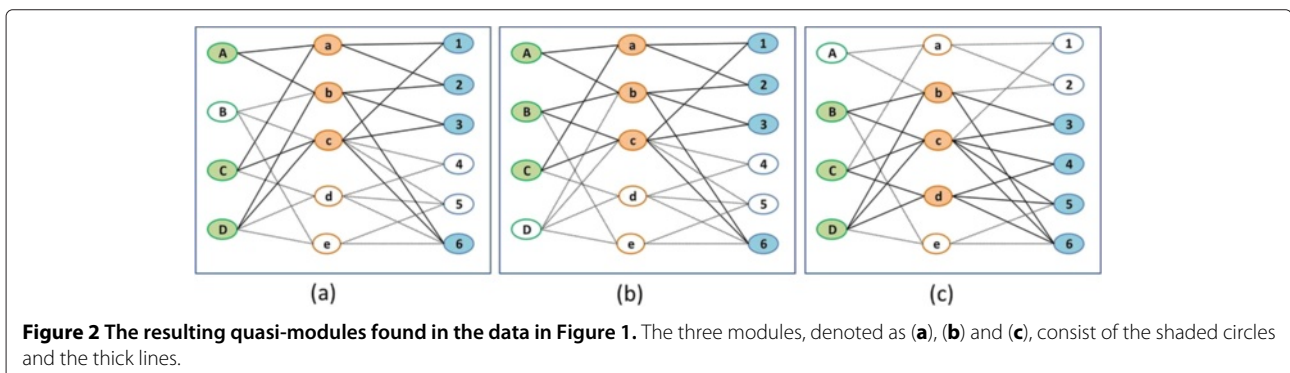 A a 1 A a 1 A a 1
b 2 b 2 b 2
B B B
3 3 3
c c c
C 4 C 4 C 4
d d d
D 5 D 5 D 5
e 6 e 6 e 6
(a) (b) (c)
Figure 2 The resulting quasi-modules found in the data in Figure 1. The three modules, denoted as (a), (b) and (c), consist of the shaded circles
and the thick lines.